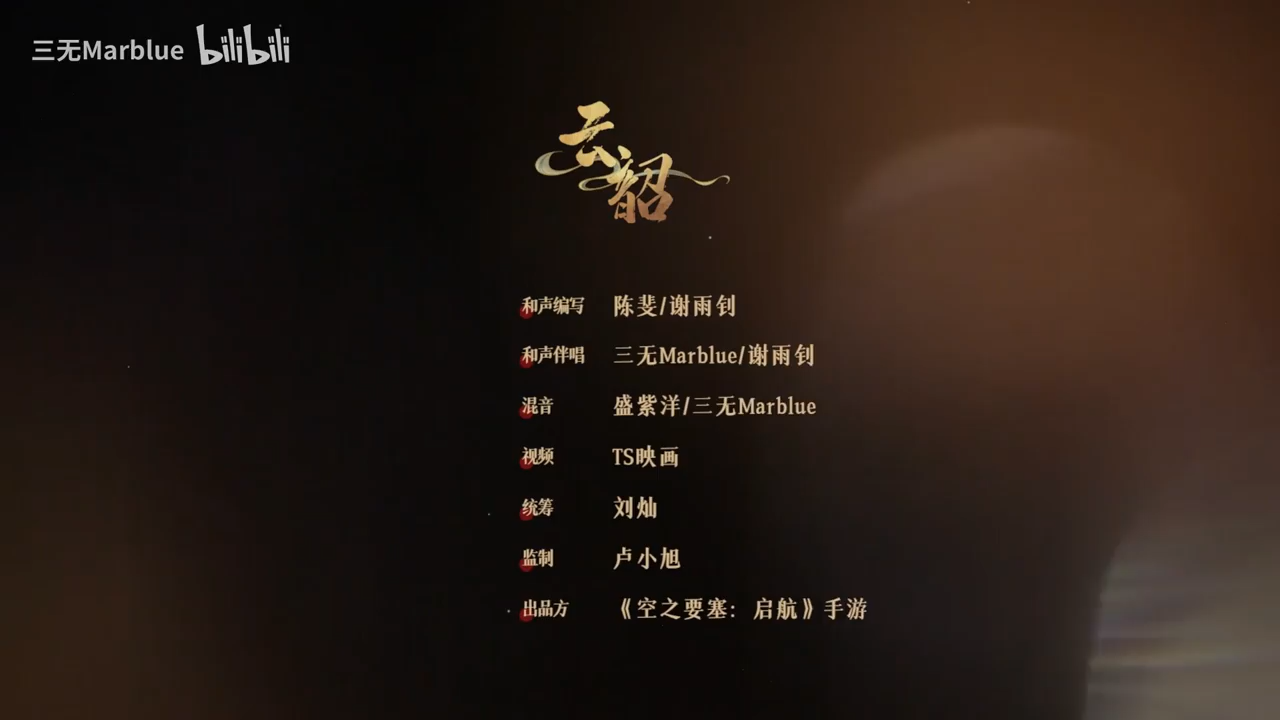 三无Marblue bilibili
云韶
和声编写 陈斐/谢雨钊
和声伴唱 三无Marblue/谢雨钊
混音 盛紫洋/三无Marblue
视频 TS映画
统筹 刘灿
监制 卢小旭
出品方 《空之要塞：启航》手游